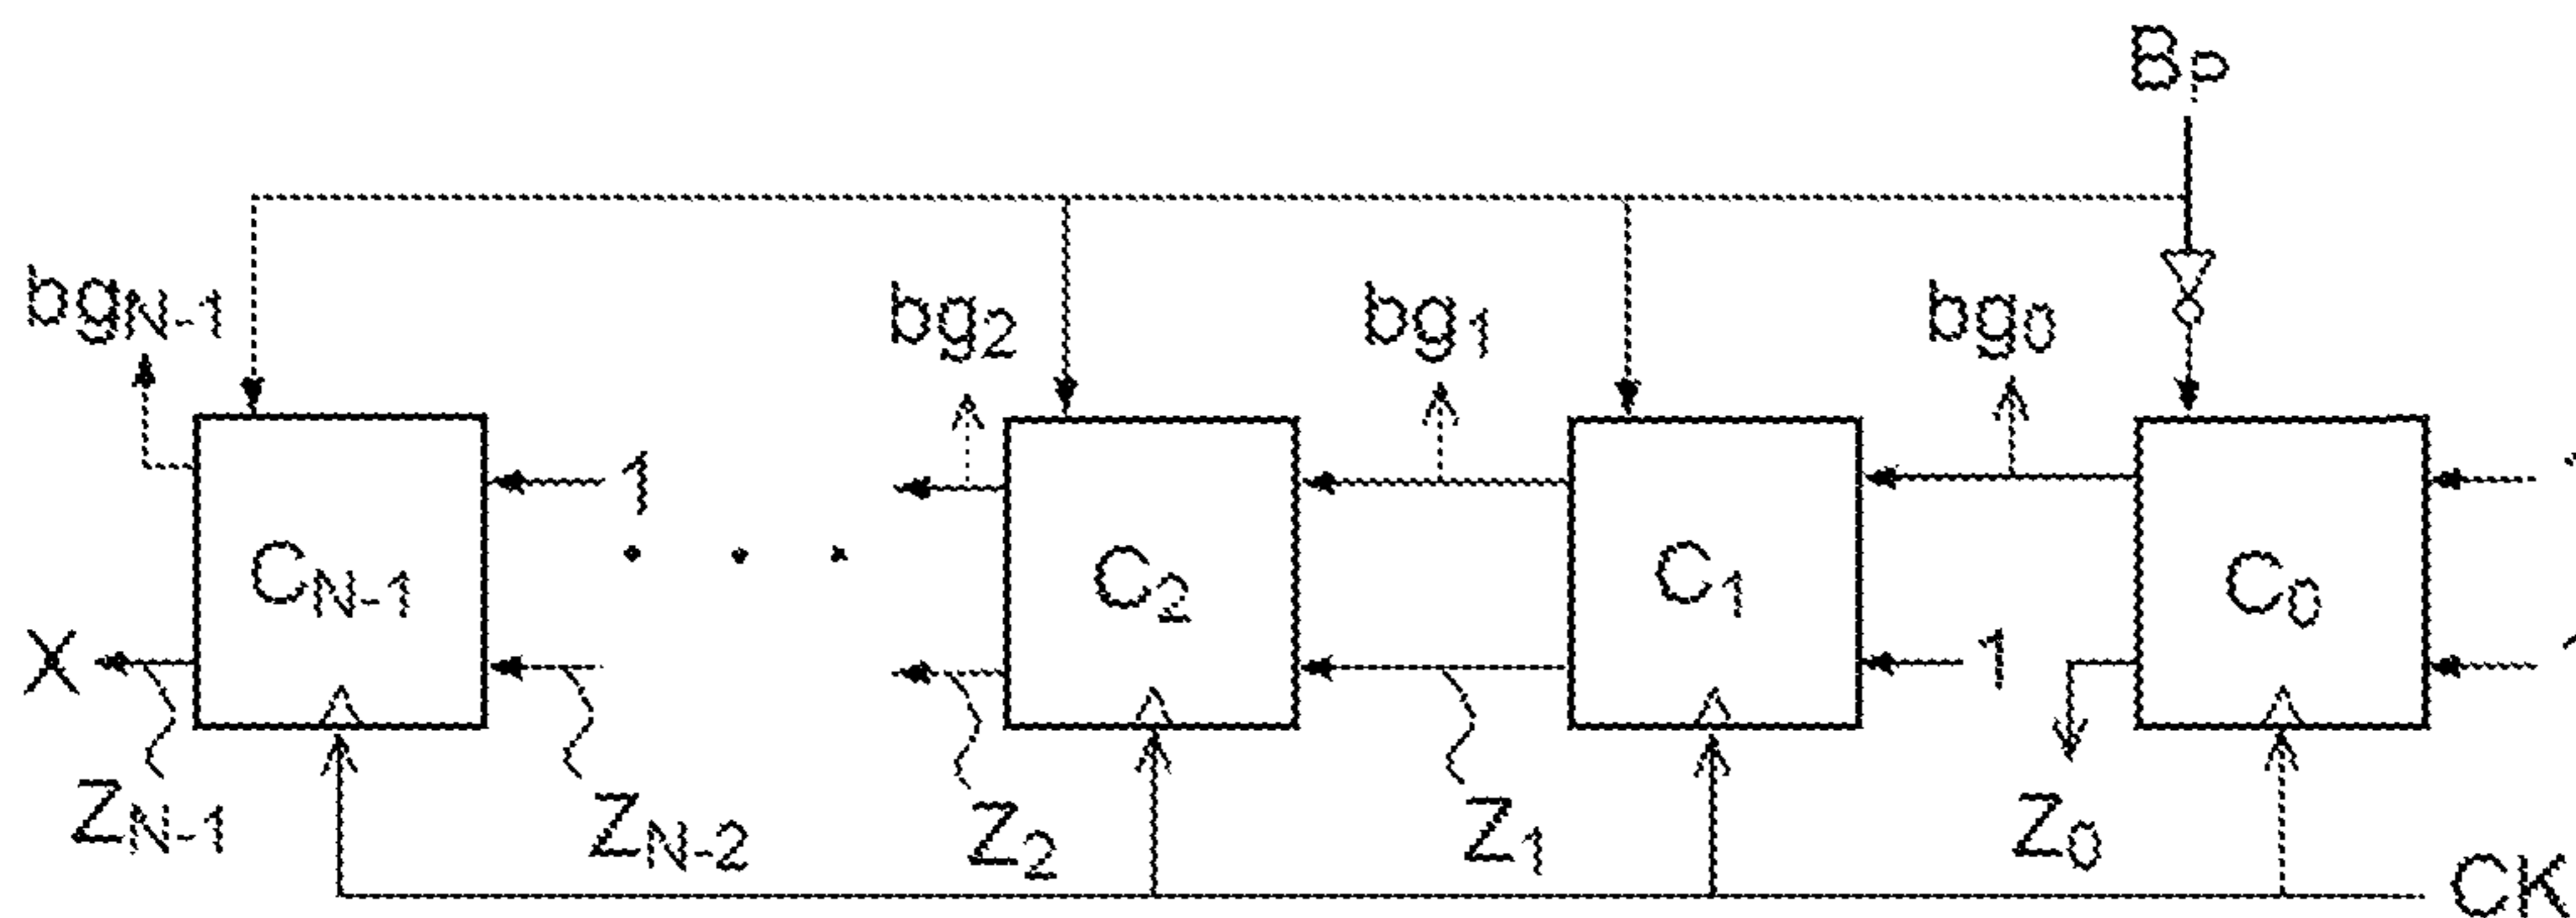 BP
bgN-1 bg2 bg1 bg0
1
CN-1 . . . C2 C1 C0
X 1
ZN-1 ZN-2 Z2 Z1 Z0
CK